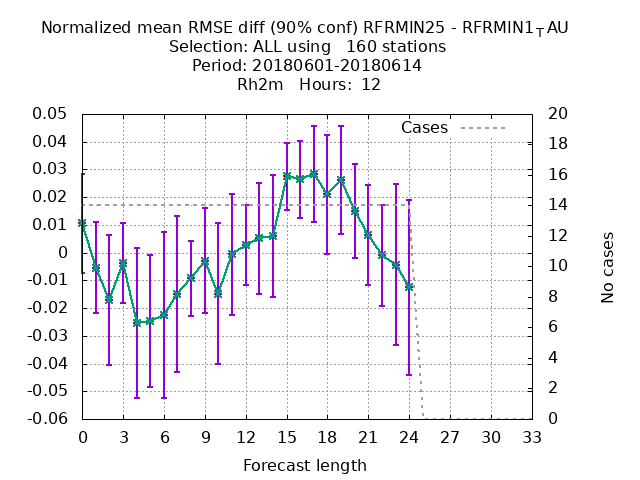 Normalized mean RMSE diff (90% conf) RFRMIN25 - RFRMIN1_TAU
Selection: ALL using   160 stations
Period: 20180601-20180614
Rh2m   Hours:  12
Cases
0.05
0.04
0.03
0.02
0.01
0
-0.01
-0.02
-0.03
-0.04
-0.05
-0.06
20
18
16
14
12
10
8
6
4
2
0
No cases
0 3 6 9 12 15 18 21 24 27 30 33
Forecast length